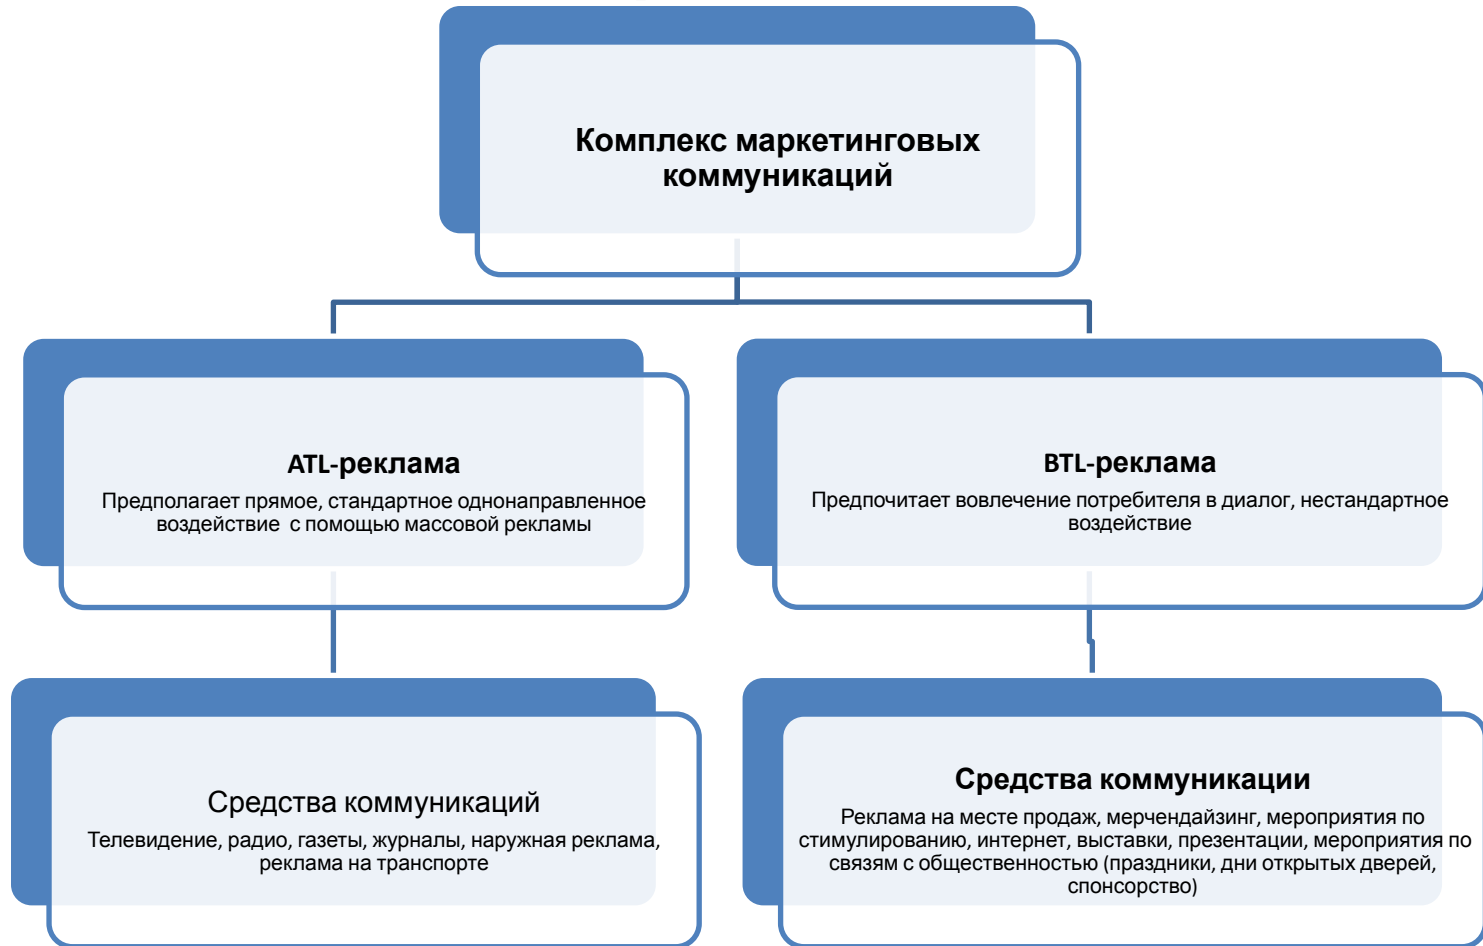 Комплекс маркетинговых
коммуникаций
ATL-реклама
Предполагает прямое, стандартное однонаправленное
воздействие с помощью массовой рекламы
BTL-реклама
Предпочитает вовлечение потребителя в диалог, нестандартное
воздействие
Средства коммуникаций
Телевидение, радио, газеты, журналы, наружная реклама,
реклама на транспорте
Средства коммуникации
Реклама на месте продаж, мерчендайзинг, мероприятия по
стимулированию, интернет, выставки, презентации, мероприятия по
связям с общественностью (праздники, дни открытых дверей,
спонсорство)